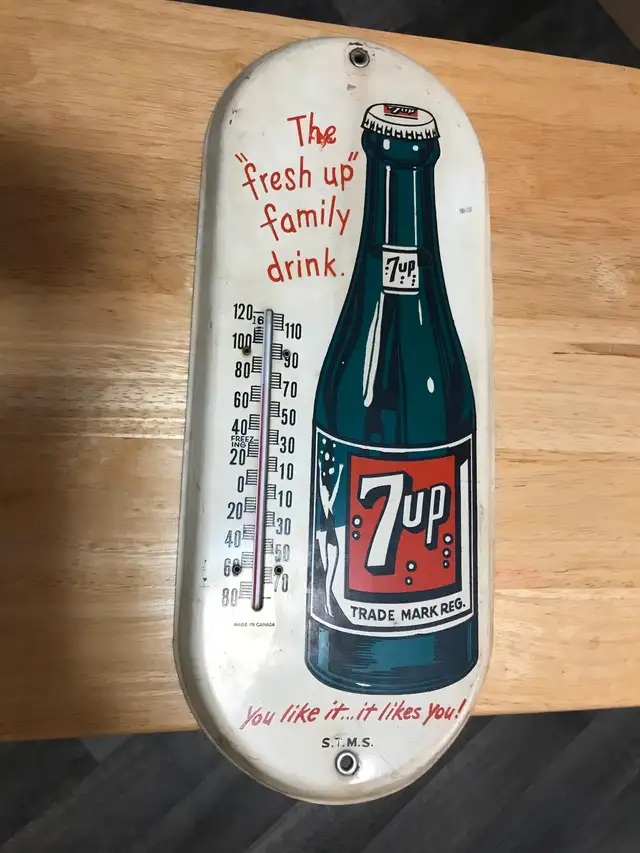 The
"fresh up"
family
drink.
7up
120
110
100
90
80
70
60
50
40
30
FREEZ
ING
20
10
0
10
20
30
40
50
60
70
80
MADE IN CANADA
7up
TRADE MARK REG.
You like it...it likes you!
S.T.M.S.